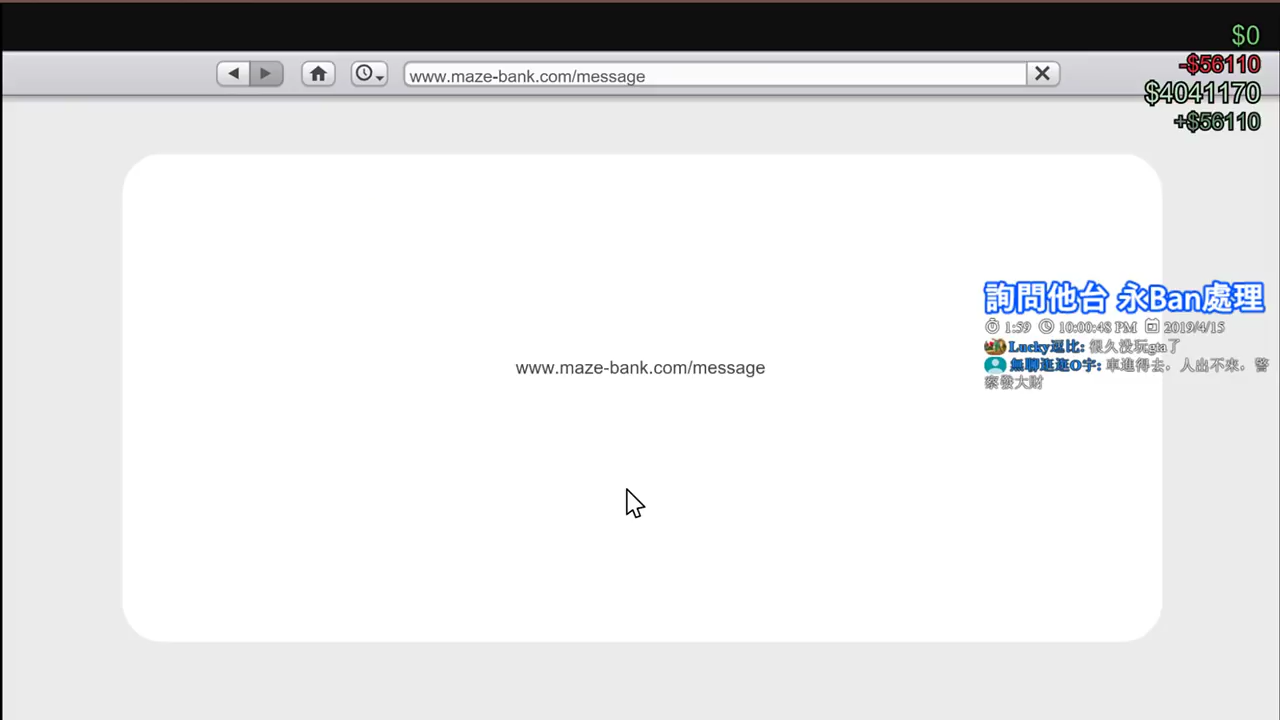 $0
www.maze-bank.com/message
-$56110
$4041170
+$56110
詢問他台 永Ban處理
1:59 10:00:48 PM 2019/4/15
Lucky逗比: 很久没玩gta了
無聊逛逛O宇: 車進得去，人出不來，警
察發大財
www.maze-bank.com/message